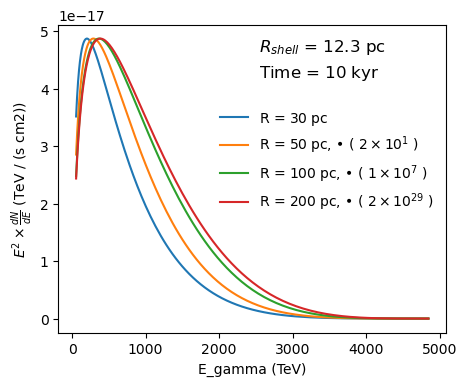 1e−17
R_shell = 12.3 pc
Time = 10 kyr
R = 30 pc
R = 50 pc, • ( 2 × 10^1 )
R = 100 pc, • ( 1 × 10^7 )
R = 200 pc, • ( 2 × 10^29 )
E^2 × dN/dE (TeV / (s cm2))
5
4
3
2
1
0
0 1000 2000 3000 4000 5000
E_gamma (TeV)